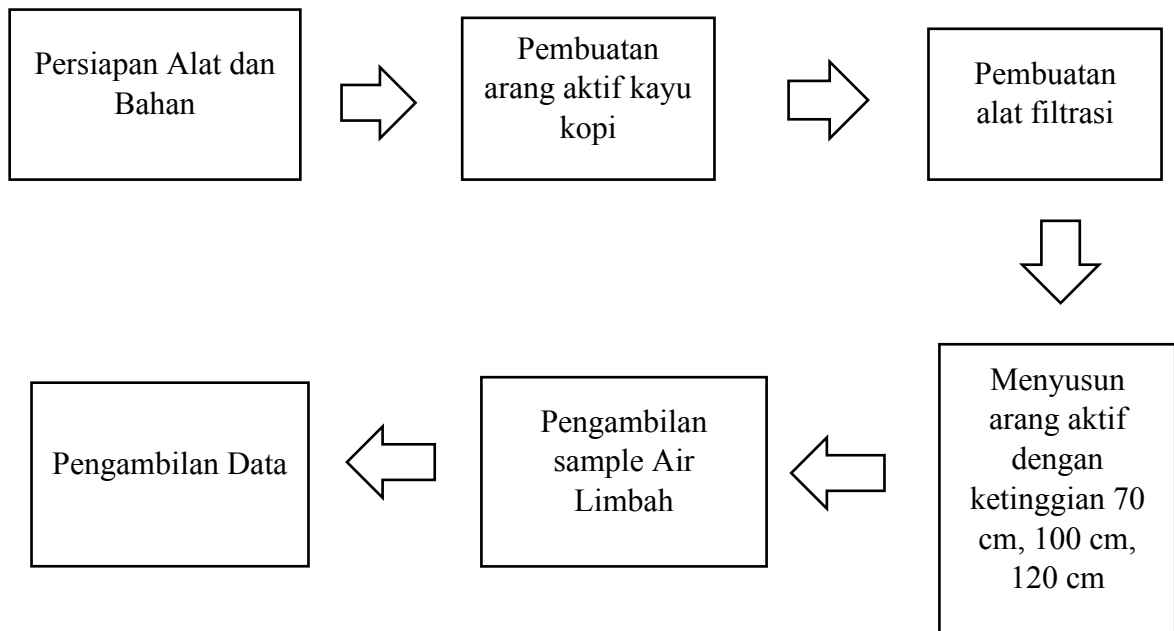 Persiapan Alat dan
Bahan
Pembuatan
arang aktif kayu
kopi
Pembuatan
alat filtrasi
Menyusun
arang aktif
dengan
ketinggian 70
cm, 100 cm,
120 cm
Pengambilan
sample Air
Limbah
Pengambilan Data